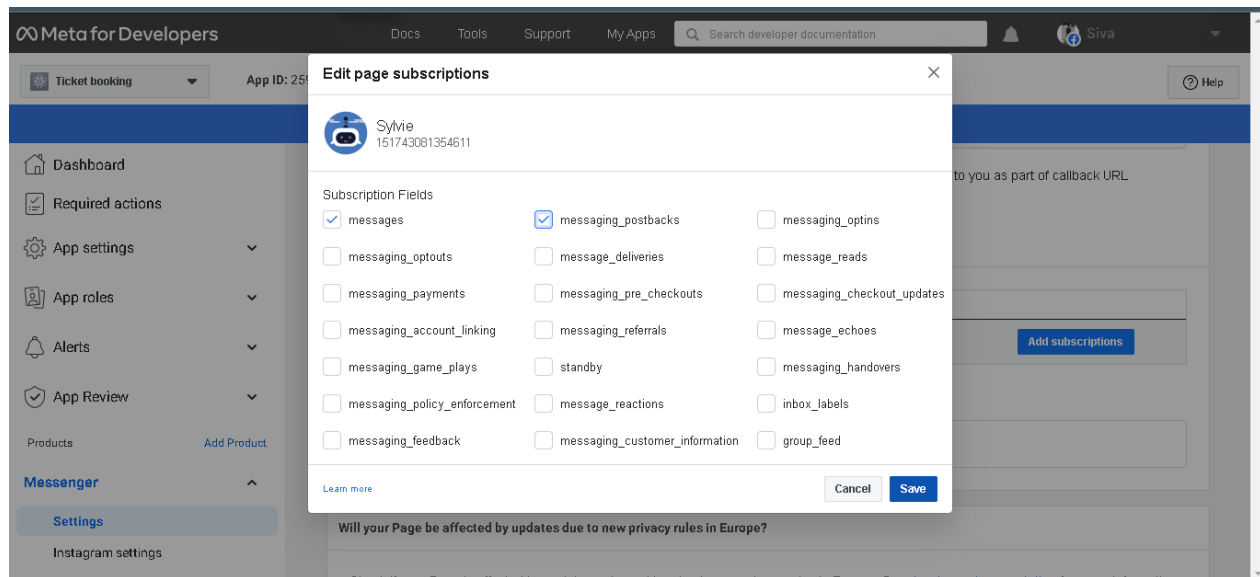 Meta for Developers
Docs
Tools
Support
My Apps
Search developer documentation
Siva
Ticket booking
App ID: 259
Help
Edit page subscriptions
Sylvie
151743081354611
to you as part of callback URL
Dashboard
Required actions
App settings
App roles
Alerts
App Review
Products
Add Product
Messenger
Settings
Instagram settings
Subscription Fields
messages
messaging_postbacks
messaging_optins
messaging_optouts
message_deliveries
message_reads
messaging_payments
messaging_pre_checkouts
messaging_checkout_updates
messaging_account_linking
messaging_referrals
message_echoes
messaging_game_plays
standby
messaging_handovers
messaging_policy_enforcement
message_reactions
inbox_labels
messaging_feedback
messaging_customer_information
group_feed
Add subscriptions
Learn more
Cancel
Save
Will your Page be affected by updates due to new privacy rules in Europe?